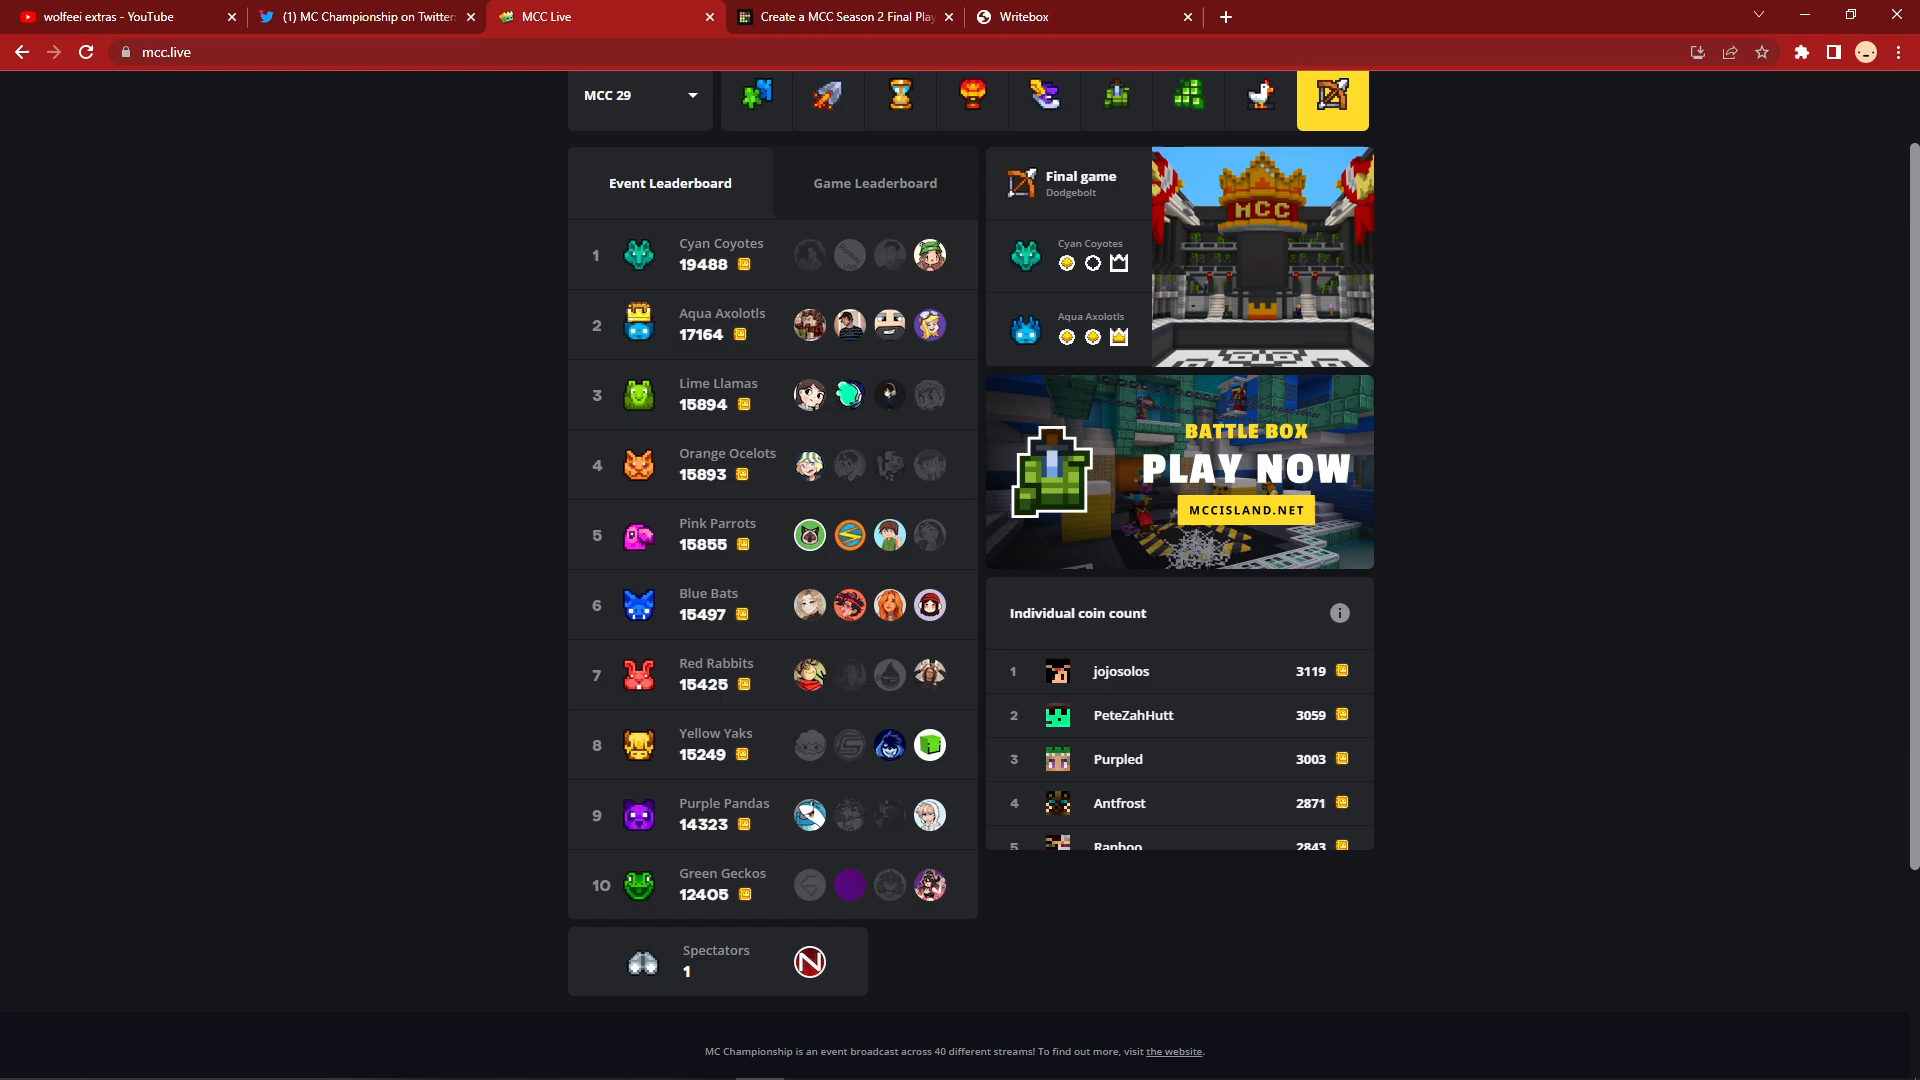 wolfeei extras - YouTube
(1) MC Championship on Twitter:
MCC Live
Create a MCC Season 2 Final Play
Writebox
mcc.live
MCC 29
Event Leaderboard
Game Leaderboard
1
Cyan Coyotes
19488
2
Aqua Axolotls
17164
3
Lime Llamas
15894
4
Orange Ocelots
15893
5
Pink Parrots
15855
6
Blue Bats
15497
7
Red Rabbits
15425
8
Yellow Yaks
15249
9
Purple Pandas
14323
10
Green Geckos
12405
Spectators
1
N
Final game
Dodgebolt
Cyan Coyotes
Aqua Axolotls
MCC
BATTLE BOX
PLAY NOW
MCCISLAND.NET
Individual coin count
1 jojosolos 3119
2 PeteZahHutt 3059
3 Purpled 3003
4 Antfrost 2871
5 Ranboo 2843
MC Championship is an event broadcast across 40 different streams! To find out more, visit the website.